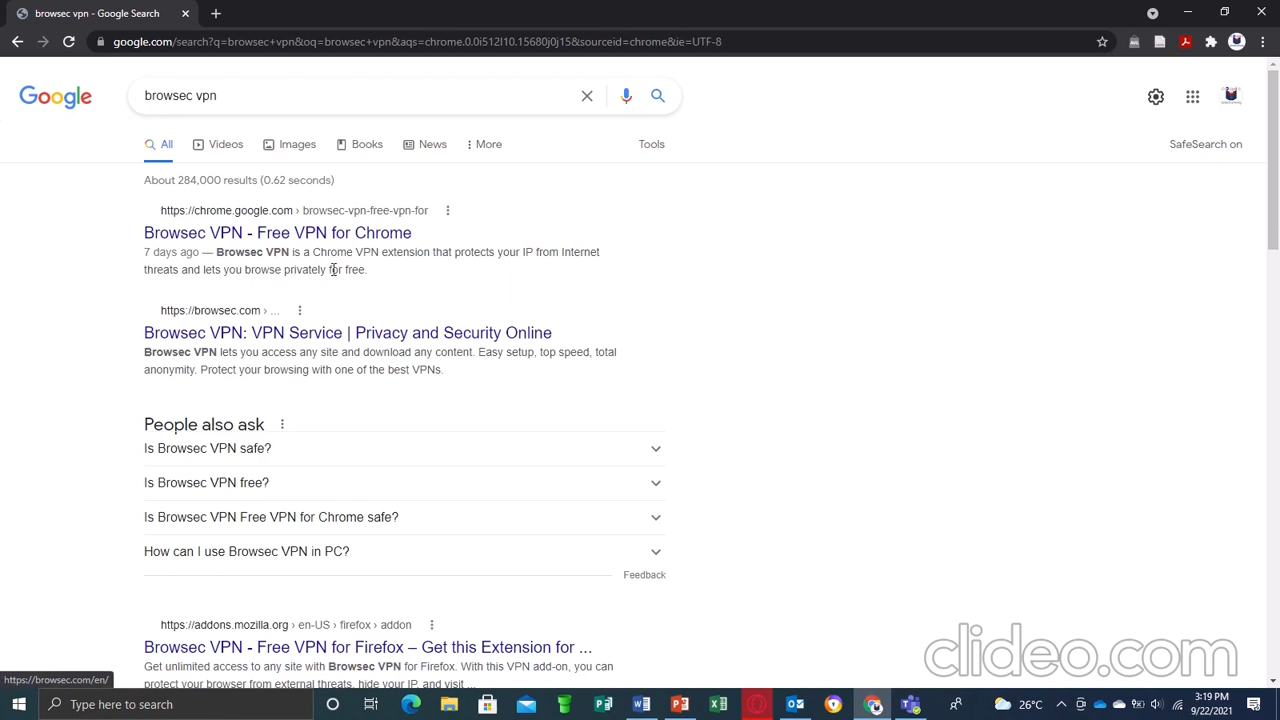 browsec vpn - Google Search
google.com/search?q=browsec+vpn&oq=browsec+vpn&aqs=chrome.0.0i512l10.15680j0j15&sourceid=chrome&ie=UTF-8
Google
browsec vpn
All
Videos
Images
Books
News
More
Tools
SafeSearch on
About 284,000 results (0.62 seconds)
https://chrome.google.com › browsec-vpn-free-vpn-for
Browsec VPN - Free VPN for Chrome
7 days ago — Browsec VPN is a Chrome VPN extension that protects your IP from Internet
threats and lets you browse privately for free.
https://browsec.com › ...
Browsec VPN: VPN Service | Privacy and Security Online
Browsec VPN lets you access any site and download any content. Easy setup, top speed, total
anonymity. Protect your browsing with one of the best VPNs.
People also ask
Is Browsec VPN safe?
Is Browsec VPN free?
Is Browsec VPN Free VPN for Chrome safe?
How can I use Browsec VPN in PC?
Feedback
https://addons.mozilla.org › en-US › firefox › addon
Browsec VPN - Free VPN for Firefox – Get this Extension for ...
Get unlimited access to any site with Browsec VPN for Firefox. With this VPN add-on, you can
protect your browser from external threats, hide your IP, and visit ...
clideo.com
https://browsec.com/en/
Type here to search
26°C
3:19 PM
9/22/2021